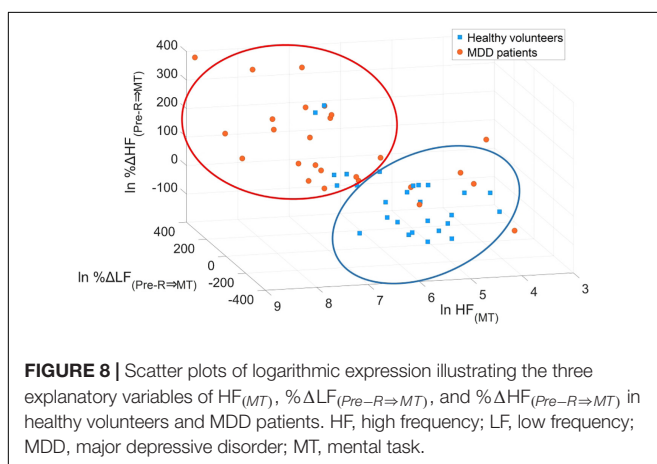 Healthy volunteers
MDD patients
400
300
200
100
0
-100
ln %ΔHF(Pre-R⇒MT)
400
200
0
-200
-400
ln %ΔLF(Pre-R⇒MT)
9
8
7
6
5
4
3
ln HF(MT)
FIGURE 8 | Scatter plots of logarithmic expression illustrating the three
explanatory variables of HF(MT), %ΔLF(Pre−R⇒MT), and %ΔHF(Pre−R⇒MT) in
healthy volunteers and MDD patients. HF, high frequency; LF, low frequency;
MDD, major depressive disorder; MT, mental task.